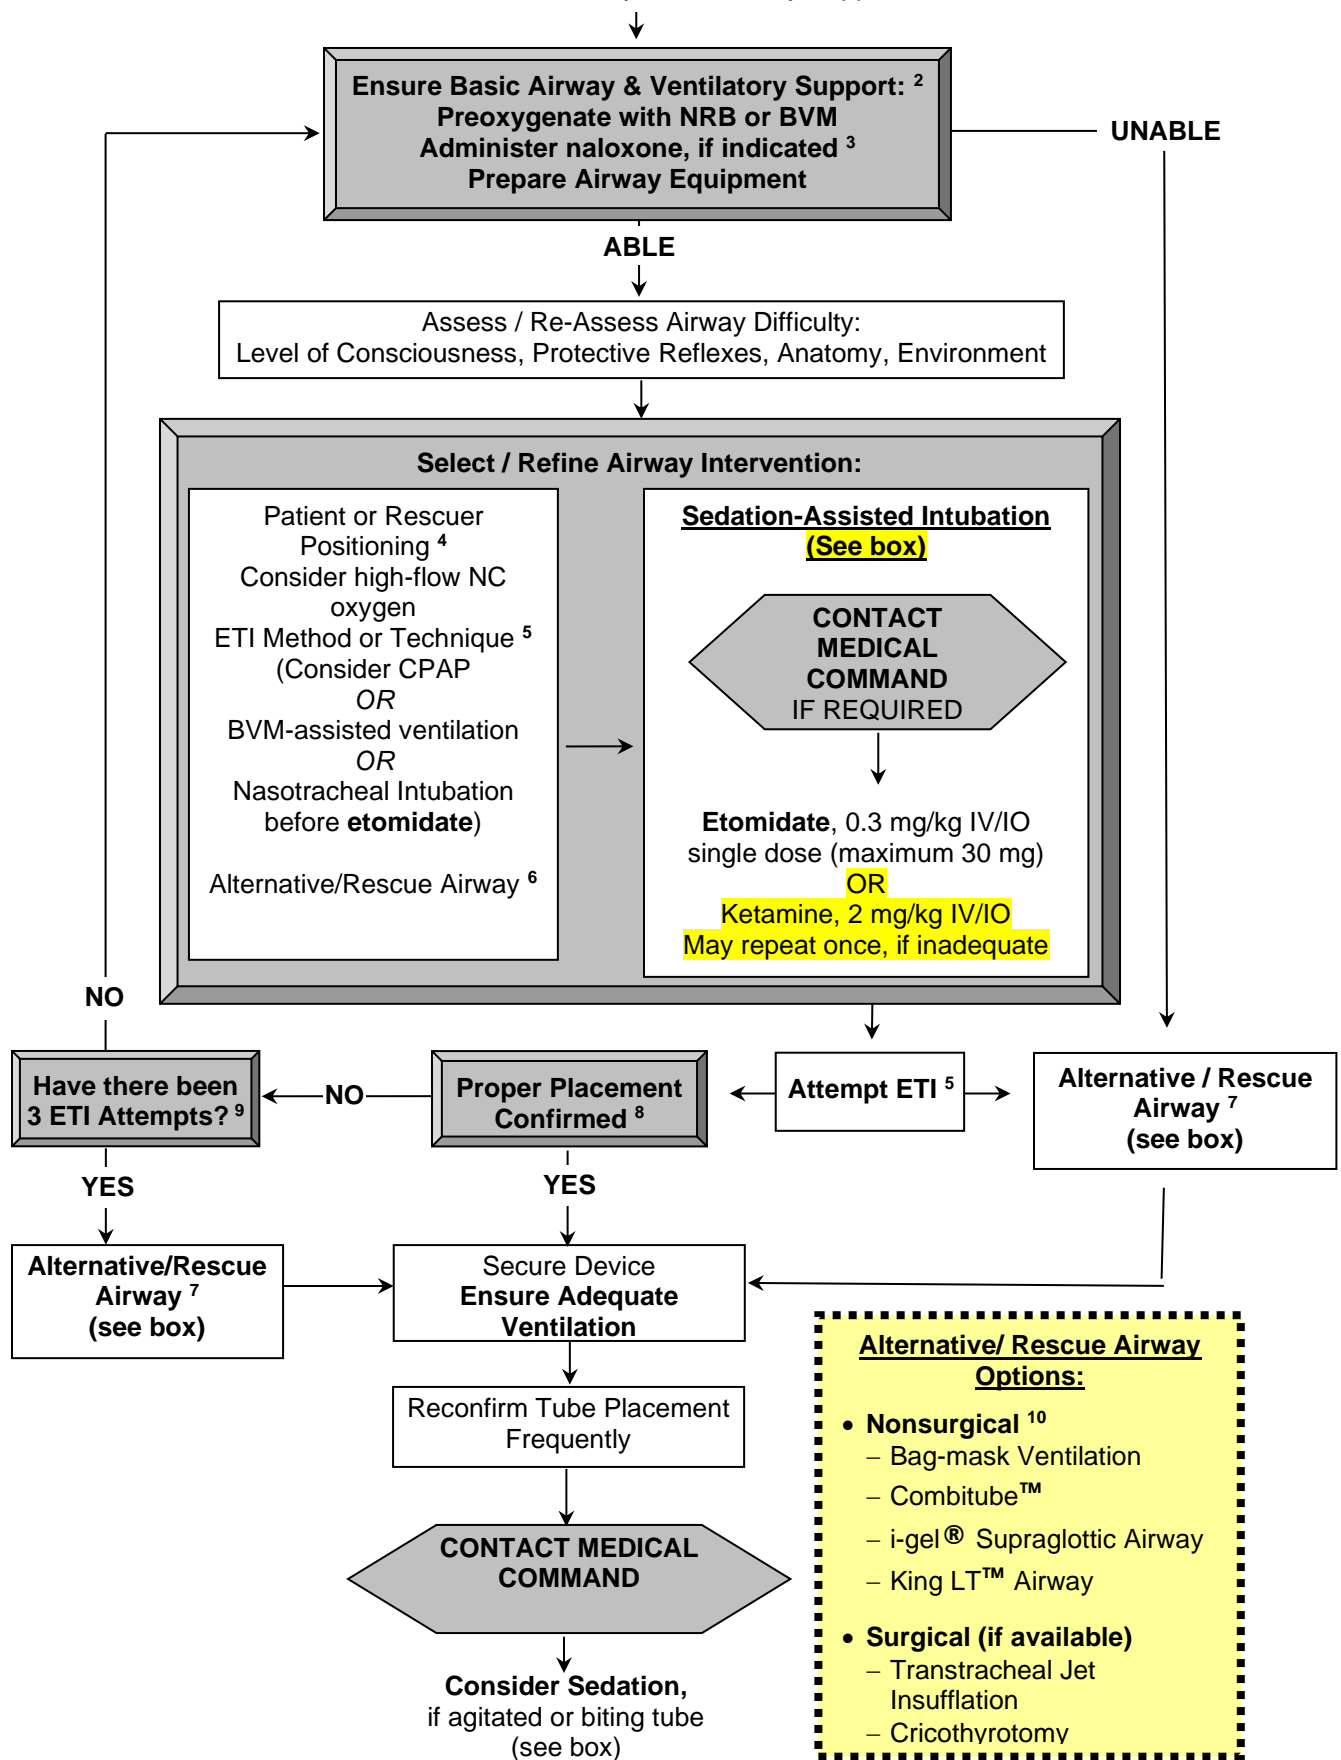 Ensure Basic Airway & Ventilatory Support: 2
Preoxygenate with NRB or BVM
Administer naloxone, if indicated 3
Prepare Airway Equipment
UNABLE
ABLE
Assess / Re-Assess Airway Difficulty:
Level of Consciousness, Protective Reflexes, Anatomy, Environment
Select / Refine Airway Intervention:
Patient or Rescuer
Positioning 4
Consider high-flow NC
oxygen
ETI Method or Technique 5
(Consider CPAP
OR
BVM-assisted ventilation
OR
Nasotracheal Intubation
before etomidate)
Alternative/Rescue Airway 6
Sedation-Assisted Intubation
(See box)
CONTACT
MEDICAL
COMMAND
IF REQUIRED
Etomidate, 0.3 mg/kg IV/IO
single dose (maximum 30 mg)
OR
Ketamine, 2 mg/kg IV/IO
May repeat once, if inadequate
NO
Have there been
3 ETI Attempts? 9
NO
Proper Placement
Confirmed 8
Attempt ETI 5
Alternative / Rescue
Airway 7
(see box)
YES
YES
Alternative/Rescue
Airway 7
(see box)
Secure Device
Ensure Adequate
Ventilation
Reconfirm Tube Placement
Frequently
CONTACT MEDICAL
COMMAND
Consider Sedation,
if agitated or biting tube
(see box)
Alternative/ Rescue Airway
Options:
• Nonsurgical 10
– Bag-mask Ventilation
– Combitube™
– i-gel® Supraglottic Airway
– King LT™ Airway
• Surgical (if available)
– Transtracheal Jet
Insufflation
– Cricothyrotomy